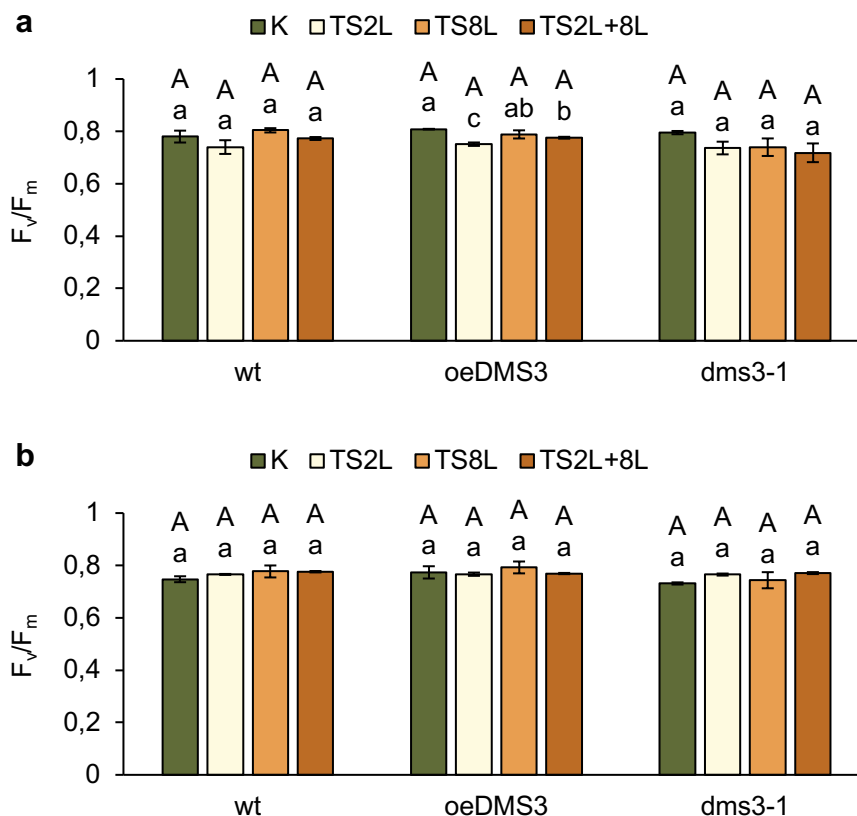 a
K TS2L TS8L TS2L+8L
A A A A A A A A A A A A
a a a a a c ab b a a a a
1
0,8
0,6
0,4
0,2
0
Fv/Fm
wt oeDMS3 dms3-1
b
K TS2L TS8L TS2L+8L
A A A A A A A A A A A A
a a a a a a a a a a a a
1
0,8
0,6
0,4
0,2
0
Fv/Fm
wt oeDMS3 dms3-1